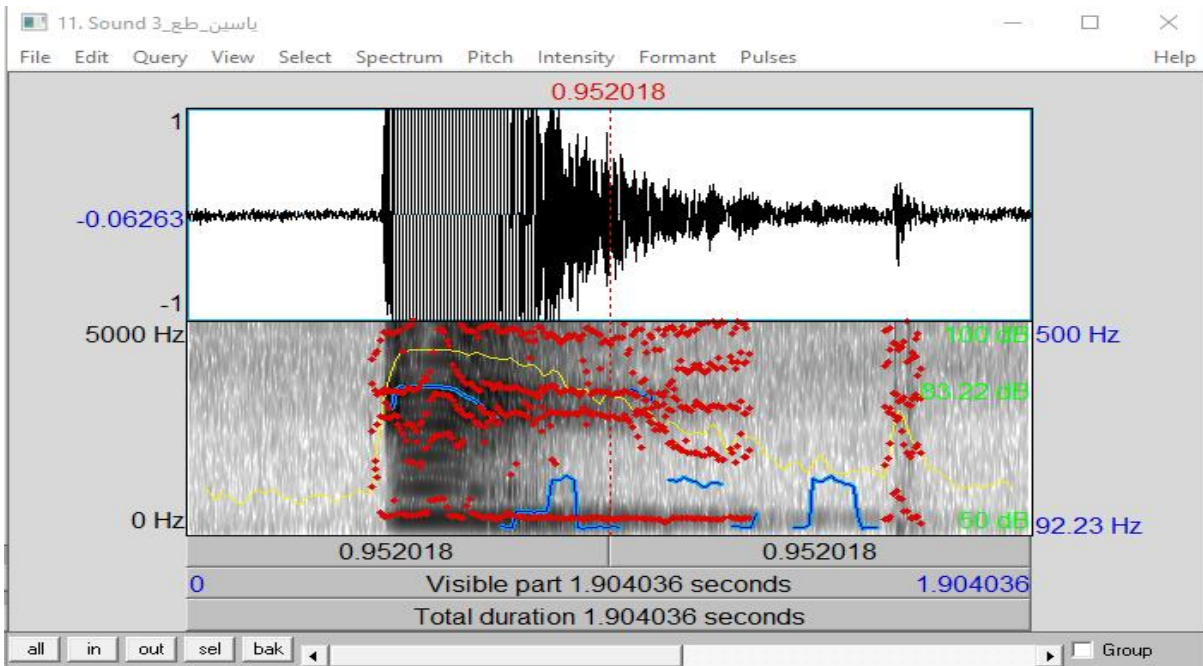 11. Sound 3_ياسين_طع
File Edit Query View Select Spectrum Pitch Intensity Formant Pulses Help
0.952018
1
-0.06263
-1
5000 Hz 100 dB 500 Hz
83.22 dB
0 Hz 50 dB 92.23 Hz
0.952018 0.952018
0 Visible part 1.904036 seconds 1.904036
Total duration 1.904036 seconds
all in out sel bak Group